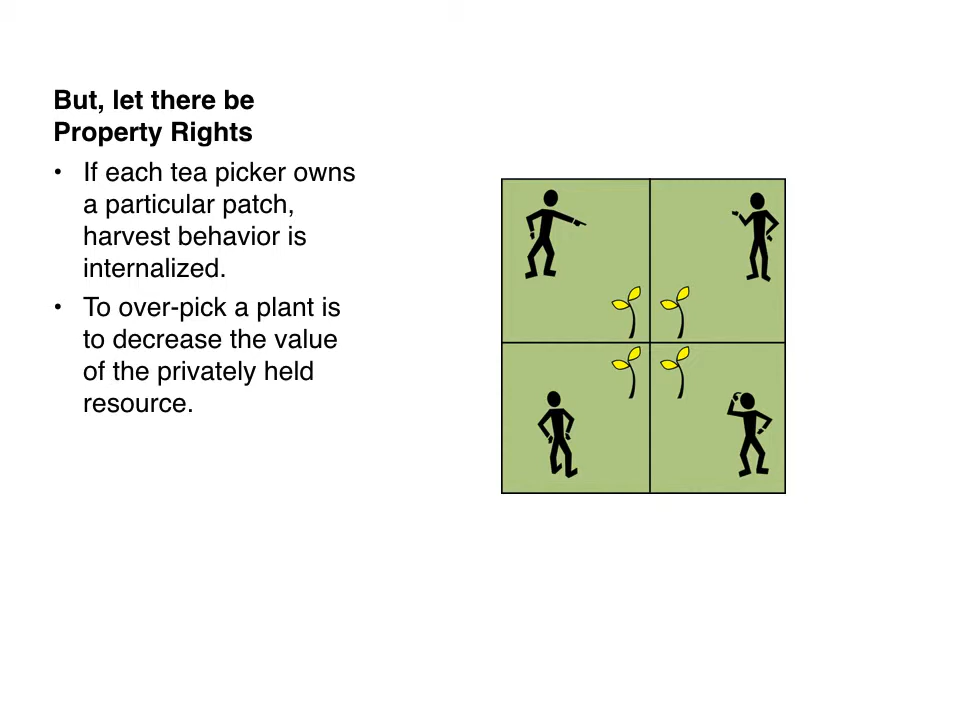 But, let there be
Property Rights
• If each tea picker owns
a particular patch,
harvest behavior is
internalized.
• To over-pick a plant is
to decrease the value
of the privately held
resource.